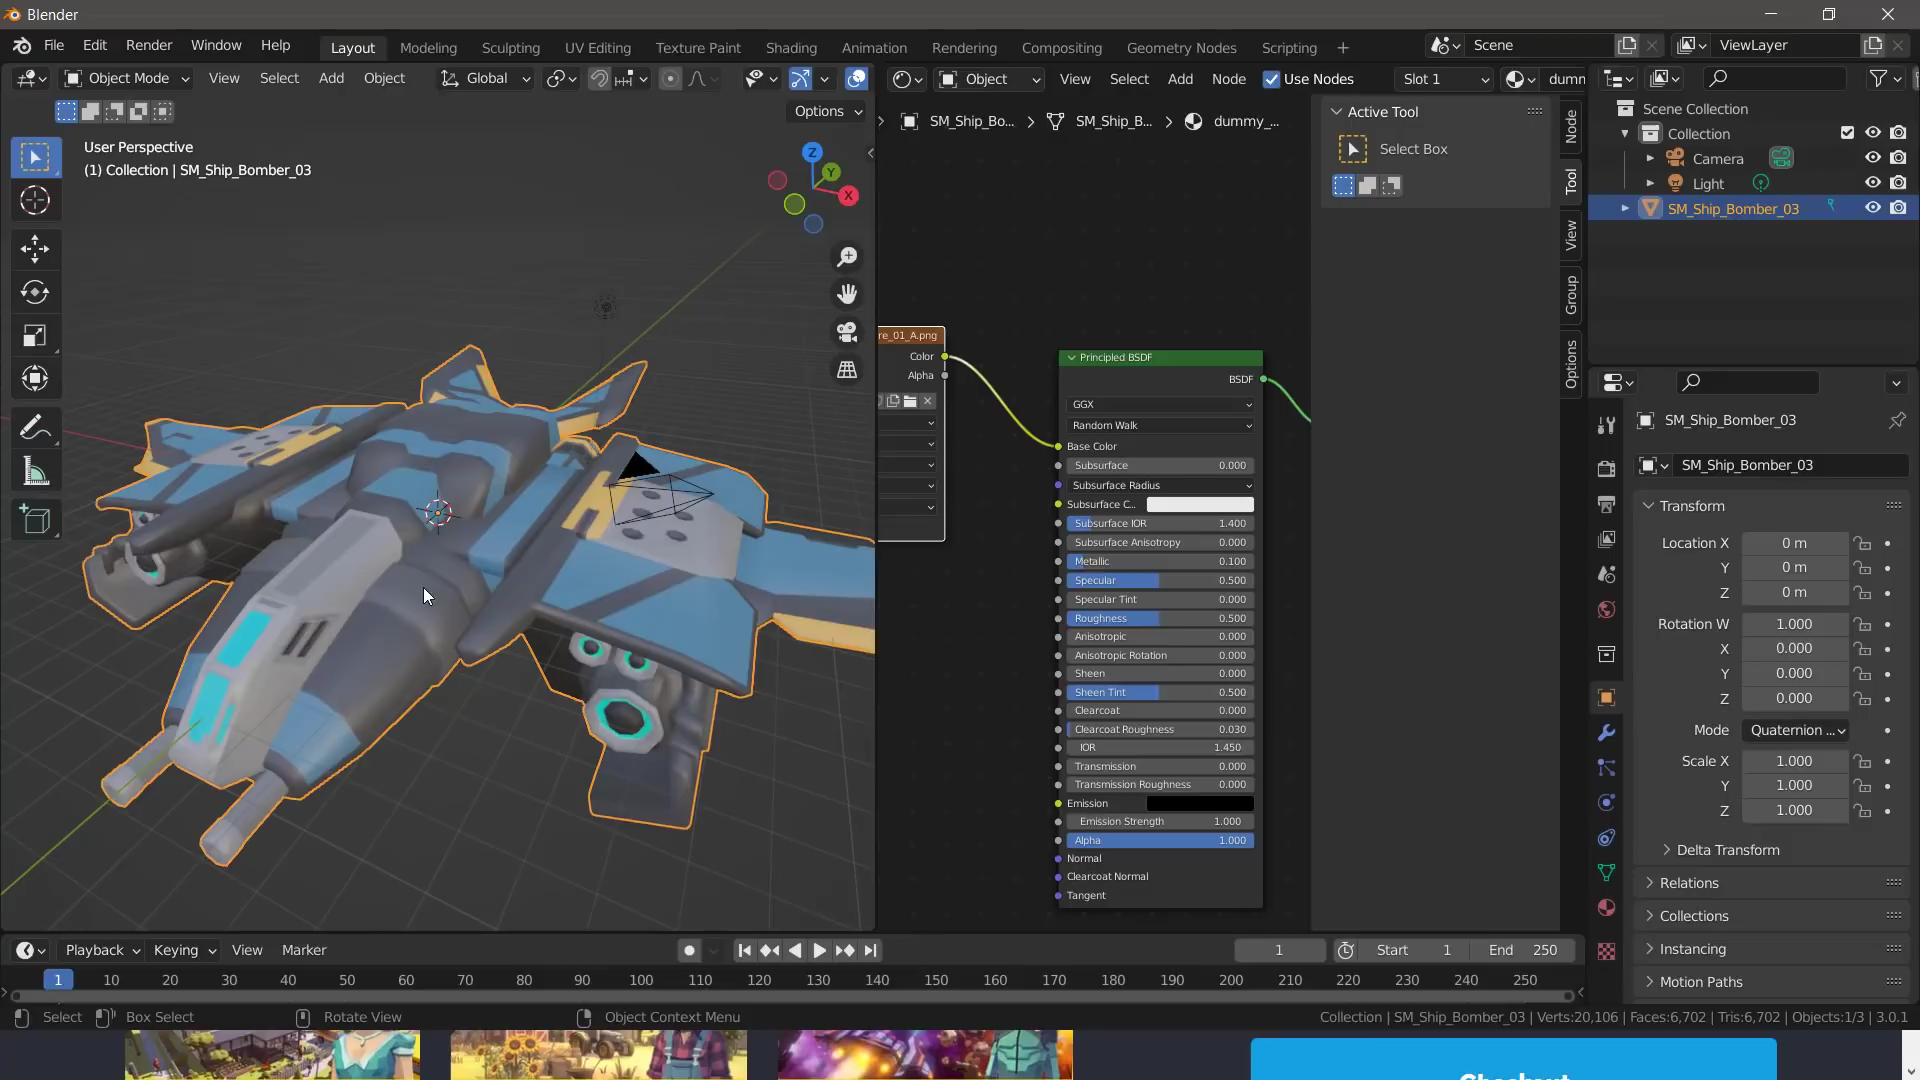 Blender
File Edit Render Window Help Layout Modeling Sculpting UV Editing Texture Paint Shading Animation Rendering Compositing Geometry Nodes Scripting + Scene ViewLayer
Object Mode View Select Add Object Global Object View Select Add Node Use Nodes Slot 1 dumm
Options
User Perspective
(1) Collection | SM_Ship_Bomber_03
Z
Y
X
SM_Ship_Bo... > SM_Ship_B... > dummy_...
re_01_A.png
Color
Alpha
Principled BSDF
BSDF
GGX
Random Walk
Base Color
Subsurface 0.000
Subsurface Radius
Subsurface C...
Subsurface IOR 1.400
Subsurface Anisotropy 0.000
Metallic 0.100
Specular 0.500
Specular Tint 0.000
Roughness 0.500
Anisotropic 0.000
Anisotropic Rotation 0.000
Sheen 0.000
Sheen Tint 0.500
Clearcoat 0.000
Clearcoat Roughness 0.030
IOR 1.450
Transmission 0.000
Transmission Roughness 0.000
Emission
Emission Strength 1.000
Alpha 1.000
Normal
Clearcoat Normal
Tangent
Active Tool
Select Box
Node
Tool
View
Group
Options
Scene Collection
Collection
Camera
Light
SM_Ship_Bomber_03
SM_Ship_Bomber_03
SM_Ship_Bomber_03
Transform
Location X 0 m
Y 0 m
Z 0 m
Rotation W 1.000
X 0.000
Y 0.000
Z 0.000
Mode Quaternion ...
Scale X 1.000
Y 1.000
Z 1.000
Delta Transform
Relations
Collections
Instancing
Motion Paths
Playback Keying View Marker 1 Start 1 End 250
1 10 20 30 40 50 60 70 80 90 100 110 120 130 140 150 160 170 180 190 200 210 220 230 240 250
Select Box Select Rotate View Object Context Menu Collection | SM_Ship_Bomber_03 | Verts:20,106 | Faces:6,702 | Tris:6,702 | Objects:1/3 | 3.0.1
Checkout